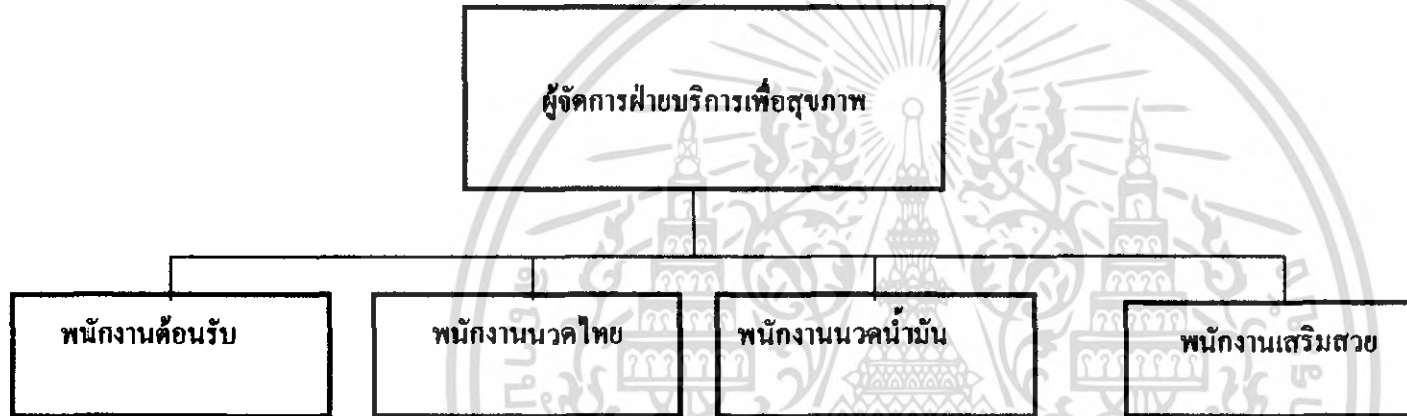 ผู้จัดการฝ่ายบริการเพื่อสุขภาพ
พนักงานต้อนรับ
พนักงานนวดไทย
พนักงานนวดน้ำมัน
พนักงานเสริมสวย